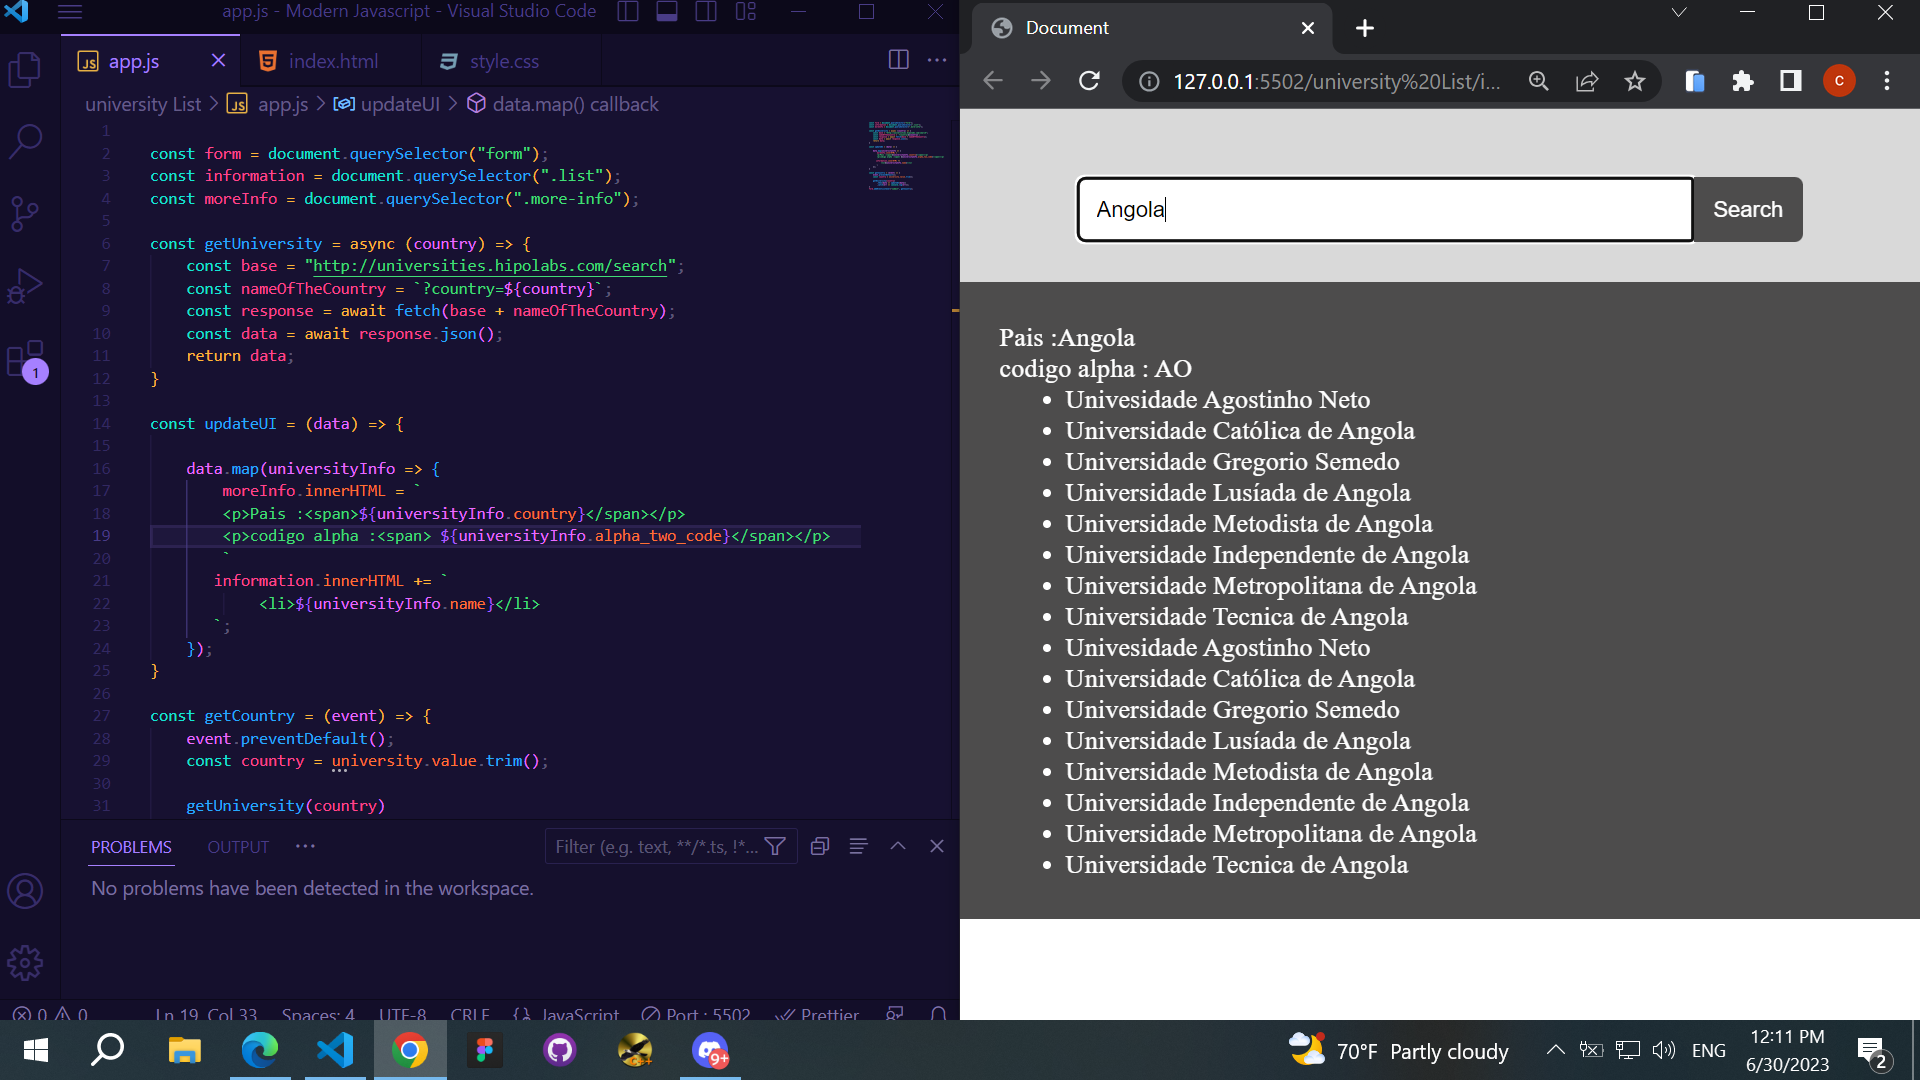 app.js - Modern Javascript - Visual Studio Code
app.js
index.html
style.css
university List > app.js > updateUI > data.map() callback
1
2 const form = document.querySelector("form");
3 const information = document.querySelector(".list");
4 const moreInfo = document.querySelector(".more-info");
5
6 const getUniversity = async (country) => {
7 const base = "http://universities.hipolabs.com/search";
8 const nameOfTheCountry = `?country=${country}`;
9 const response = await fetch(base + nameOfTheCountry);
10 const data = await response.json();
11 return data;
12 }
13
14 const updateUI = (data) => {
15
16 data.map(universityInfo => {
17 moreInfo.innerHTML = `
18 <p>Pais :<span>${universityInfo.country}</span></p>
19 <p>codigo alpha :<span> ${universityInfo.alpha_two_code}</span></p>
20 `
21 information.innerHTML += `
22 <li>${universityInfo.name}</li>
23 `;
24 });
25 }
26
27 const getCountry = (event) => {
28 event.preventDefault();
29 const country = university.value.trim();
30
31 getUniversity(country)
1
PROBLEMS OUTPUT ...
Filter (e.g. text, **/*.ts, !*...
No problems have been detected in the workspace.
0 0 Ln 19, Col 33 Spaces: 4 UTF-8 CRLF {} JavaScript Port : 5502 Prettier
Document
127.0.0.1:5502/university%20List/i...
c
Angola
Search
Pais :Angola
codigo alpha : AO
• Univesidade Agostinho Neto
• Universidade Católica de Angola
• Universidade Gregorio Semedo
• Universidade Lusíada de Angola
• Universidade Metodista de Angola
• Universidade Independente de Angola
• Universidade Metropolitana de Angola
• Universidade Tecnica de Angola
• Univesidade Agostinho Neto
• Universidade Católica de Angola
• Universidade Gregorio Semedo
• Universidade Lusíada de Angola
• Universidade Metodista de Angola
• Universidade Independente de Angola
• Universidade Metropolitana de Angola
• Universidade Tecnica de Angola
9+
70°F Partly cloudy
ENG
12:11 PM
6/30/2023
2